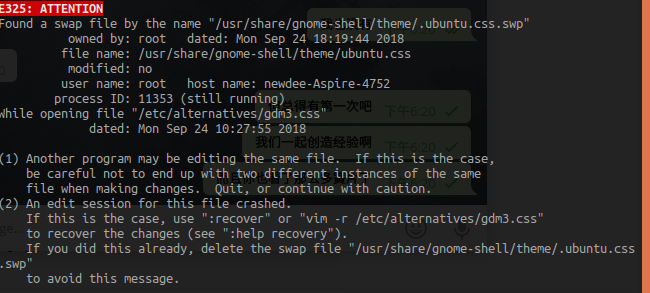 E325: ATTENTION
Found a swap file by the name "/usr/share/gnome-shell/theme/.ubuntu.css.swp"
owned by: root   dated: Mon Sep 24 18:19:44 2018
file name: /usr/share/gnome-shell/theme/ubuntu.css
modified: no
user name: root   host name: newdee-Aspire-4752
process ID: 11353 (still running)
While opening file "/etc/alternatives/gdm3.css"
dated: Mon Sep 24 10:27:55 2018
得有第一次吧 下午6:20
我们一起创造经验啊 下午6:20
(1) Another program may be editing the same file.  If this is the case,
be careful not to end up with two different instances of the same
file when making changes.  Quit, or continue with caution.
(2) An edit session for this file crashed.
If this is the case, use ":recover" or "vim -r /etc/alternatives/gdm3.css"
to recover the changes (see ":help recovery").
If you did this already, delete the swap file "/usr/share/gnome-shell/theme/.ubuntu.css
.swp"
to avoid this message.